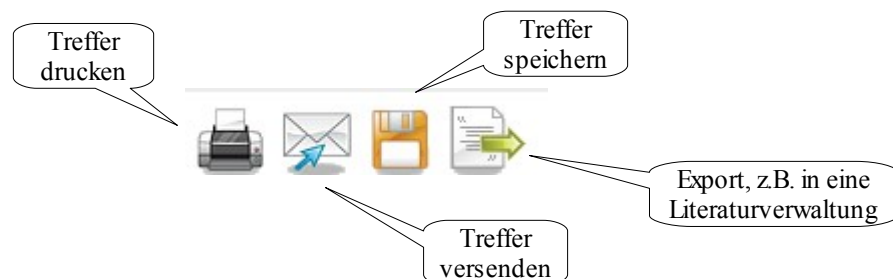 Treffer
drucken
Treffer
speichern
Export, z.B. in eine
Literaturverwaltung
Treffer
versenden